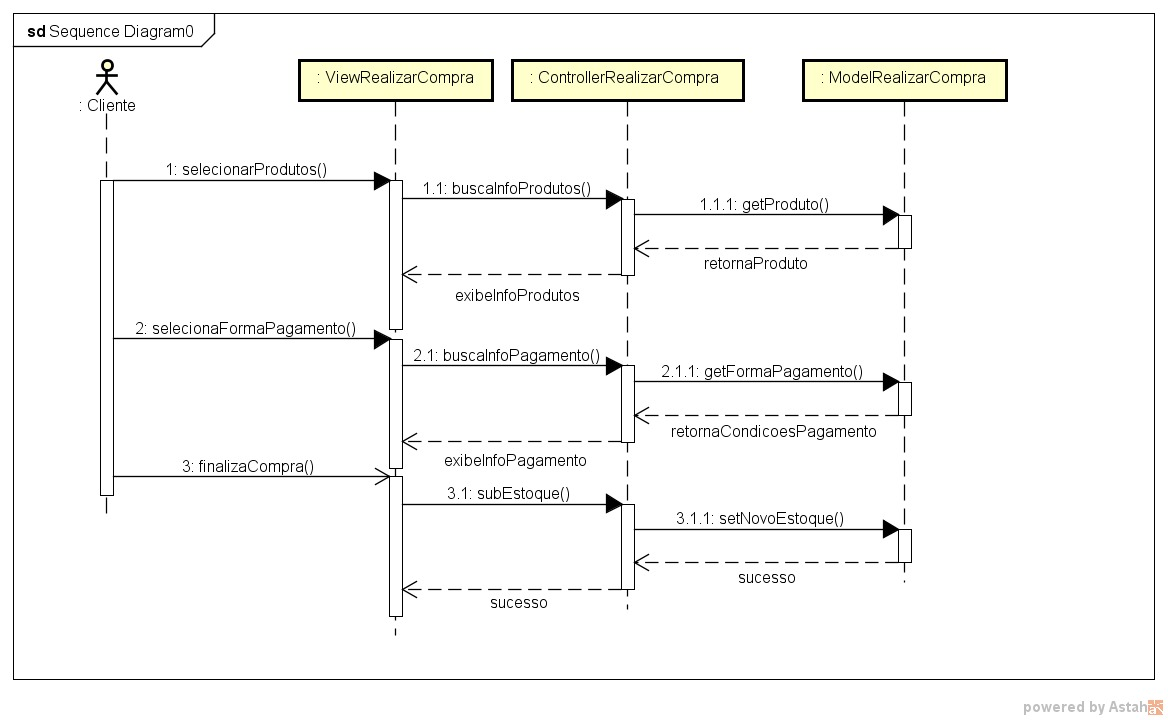 sd Sequence Diagram0
: Cliente
: ViewRealizarCompra
: ControllerRealizarCompra
: ModelRealizarCompra
1: selecionarProdutos()
1.1: buscaInfoProdutos()
1.1.1: getProduto()
retornaProduto
exibeInfoProdutos
2: selecionaFormaPagamento()
2.1: buscaInfoPagamento()
2.1.1: getFormaPagamento()
retornaCondicoesPagamento
exibeInfoPagamento
3: finalizaCompra()
3.1: subEstoque()
3.1.1: setNovoEstoque()
sucesso
sucesso
powered by Astah